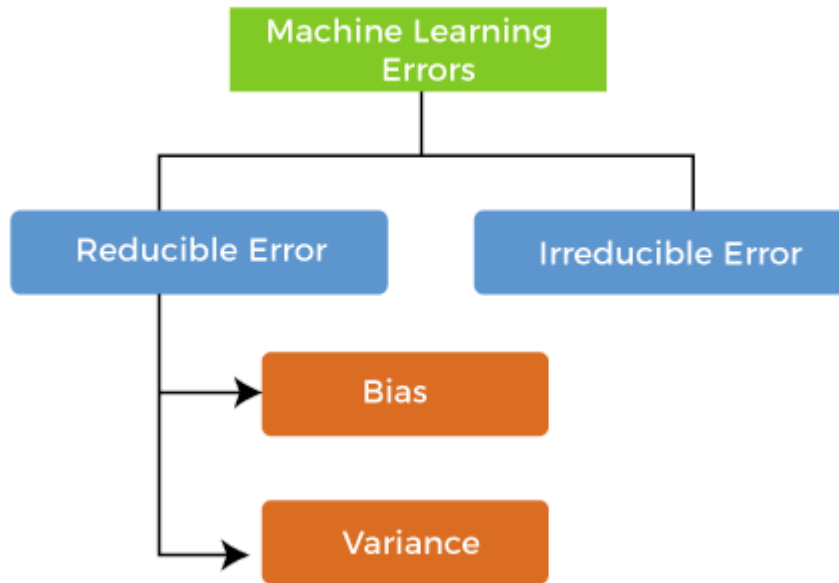 Machine Learning
Errors
Reducible Error
Irreducible Error
Bias
Variance